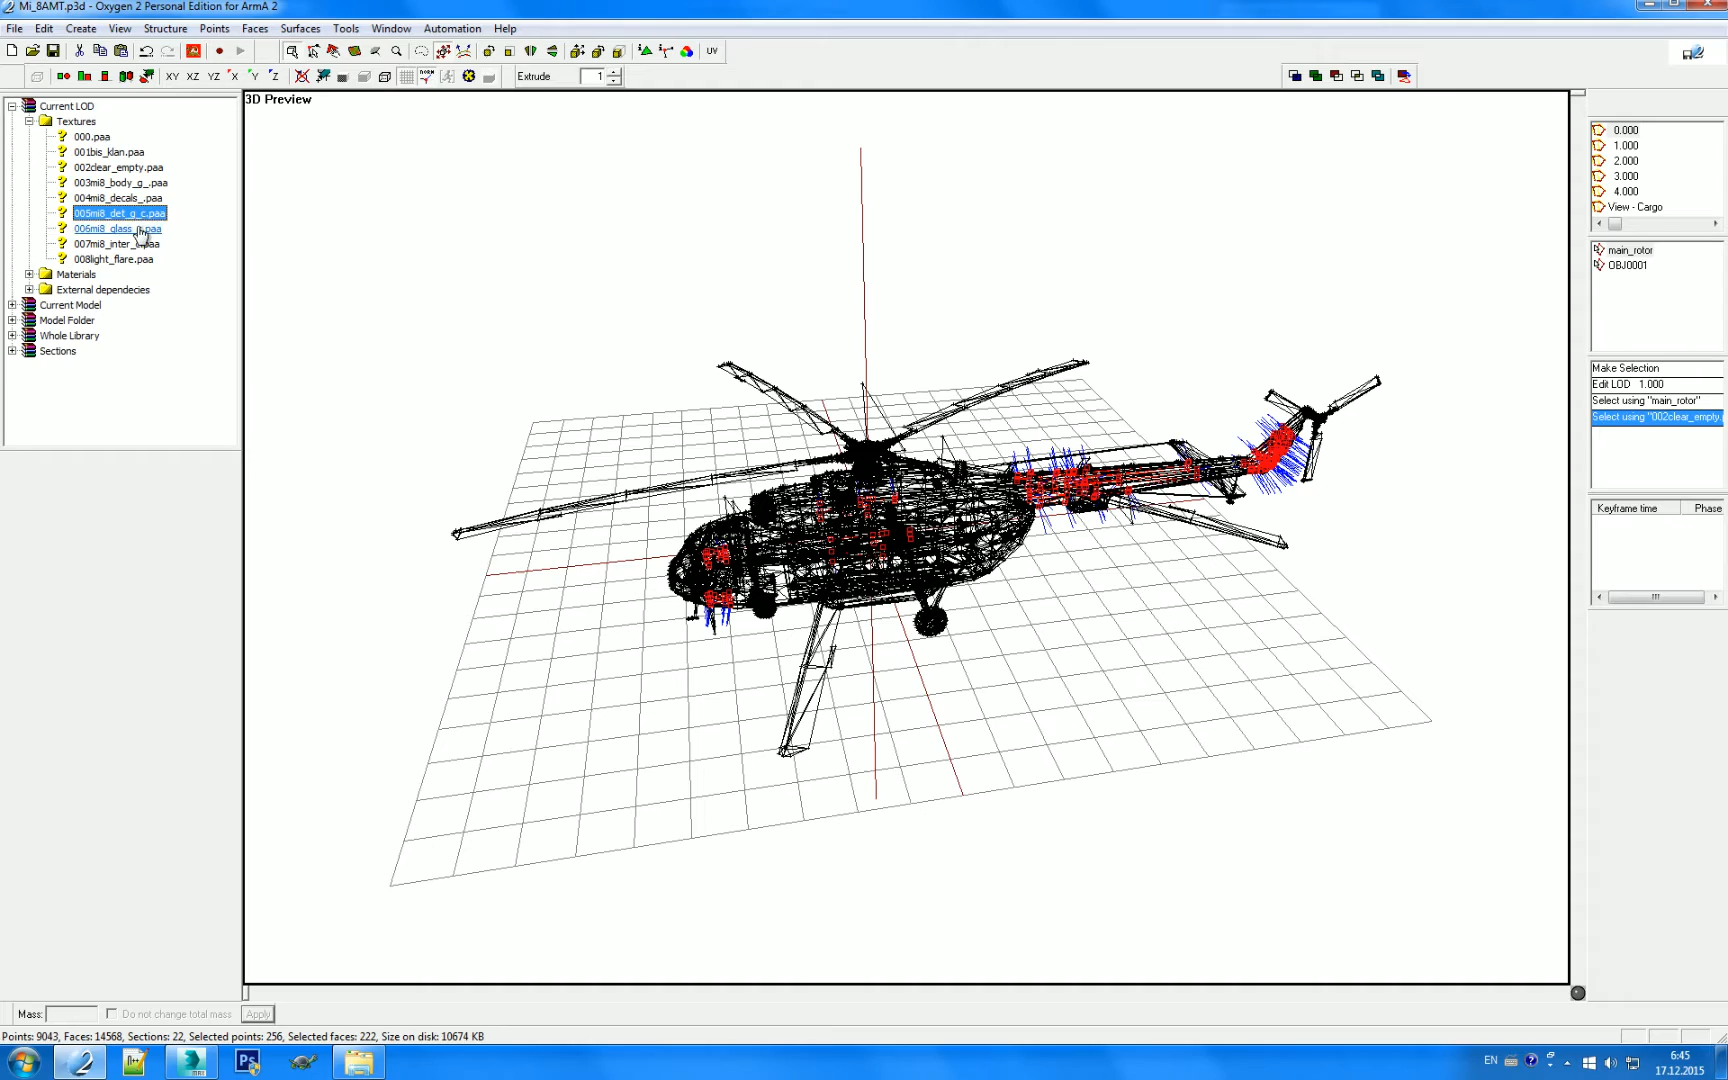 Mi_8AMT.p3d - Oxygen 2 Personal Edition for ArmA 2
File Edit Create View Structure Points Faces Surfaces Tools Window Automation Help
UV
XY XZ YZ X Y Z
NORM
Extrude 1
Current LOD
Textures
000.paa
001bis_klan.paa
002clear_empty.paa
003mi8_body_g_.paa
004mi8_decals_.paa
005mi8_det_g_c.paa
006mi8_glass_ .paa
007mi8_inter_ .paa
008light_flare.paa
Materials
External dependecies
Current Model
Model Folder
Whole Library
Sections
3D Preview
0.000
1.000
2.000
3.000
4.000
View - Cargo
main_rotor
OBJ0001
Make Selection
Edit LOD 1.000
Select using "main_rotor"
Select using "002clear_empty.
Keyframe time Phase
Mass: Do not change total mass Apply
Points: 9043, Faces: 14568, Sections: 22, Selected points: 256, Selected faces: 222, Size on disk: 10674 KB
Ps
EN
6:45
17.12.2015